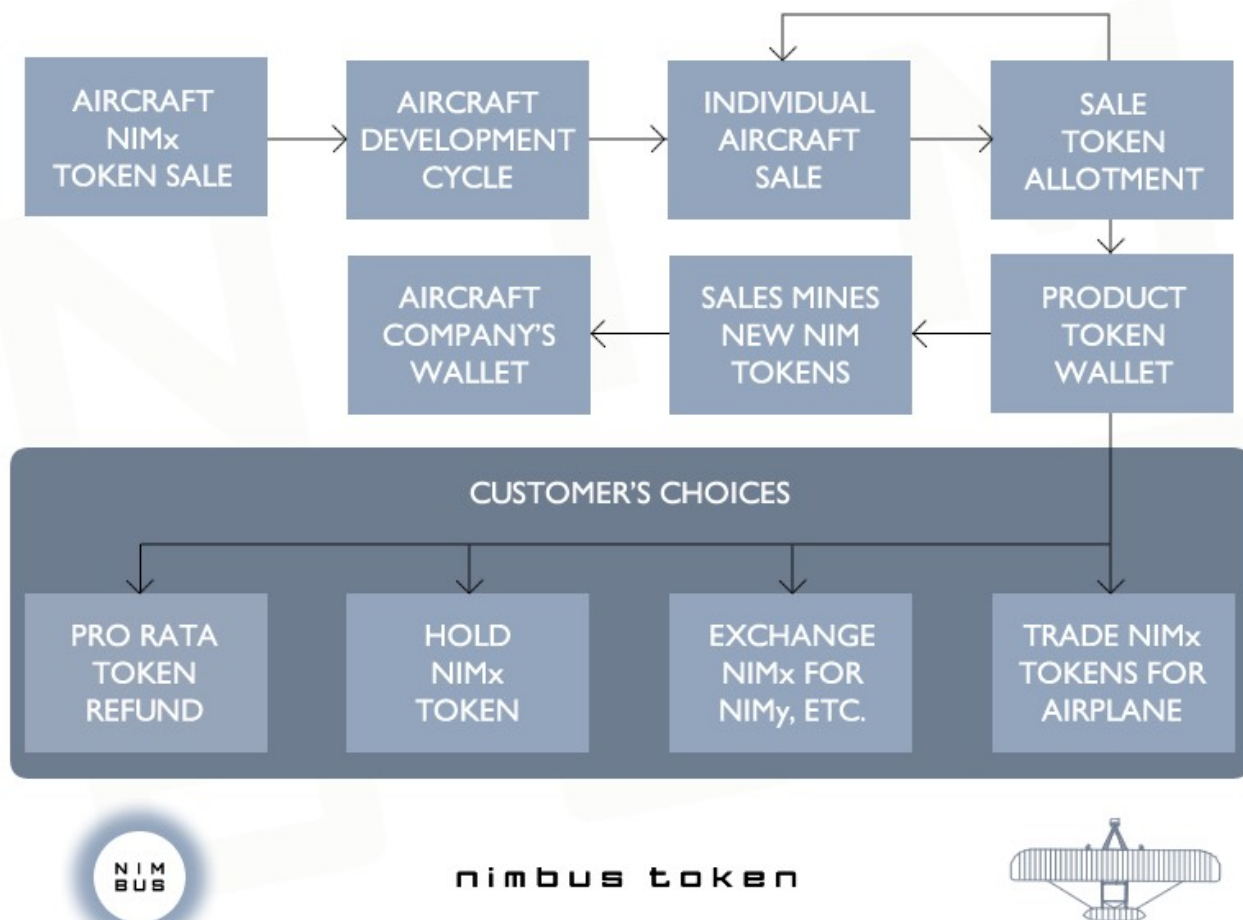 AIRCRAFT
NIMx
TOKEN SALE
AIRCRAFT
DEVELOPMENT
CYCLE
INDIVIDUAL
AIRCRAFT
SALE
SALE
TOKEN
ALLOTMENT
AIRCRAFT
COMPANY'S
WALLET
SALES MINES
NEW NIM
TOKENS
PRODUCT
TOKEN
WALLET
CUSTOMER'S CHOICES
PRO RATA
TOKEN
REFUND
HOLD
NIMx
TOKEN
EXCHANGE
NIMx FOR
NIMy, ETC.
TRADE NIMx
TOKENS FOR
AIRPLANE
NIM
BUS
nimbus token